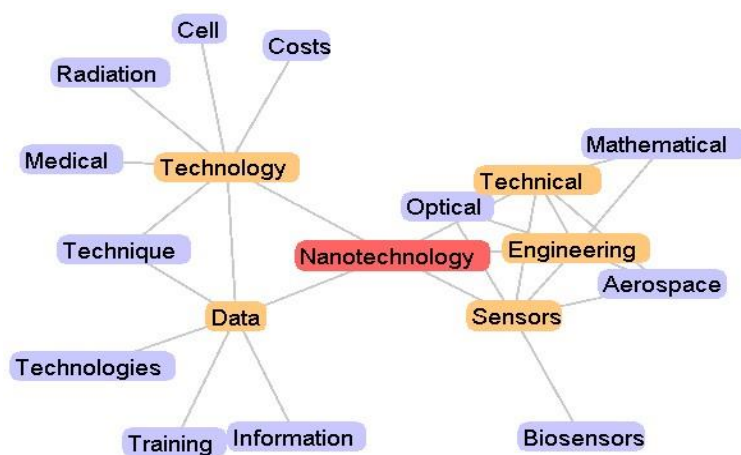 Cell
Costs
Radiation
Mathematical
Medical
Technology
Technical
Optical
Technique
Nanotechnology
Engineering
Aerospace
Data
Sensors
Technologies
Training
Information
Biosensors